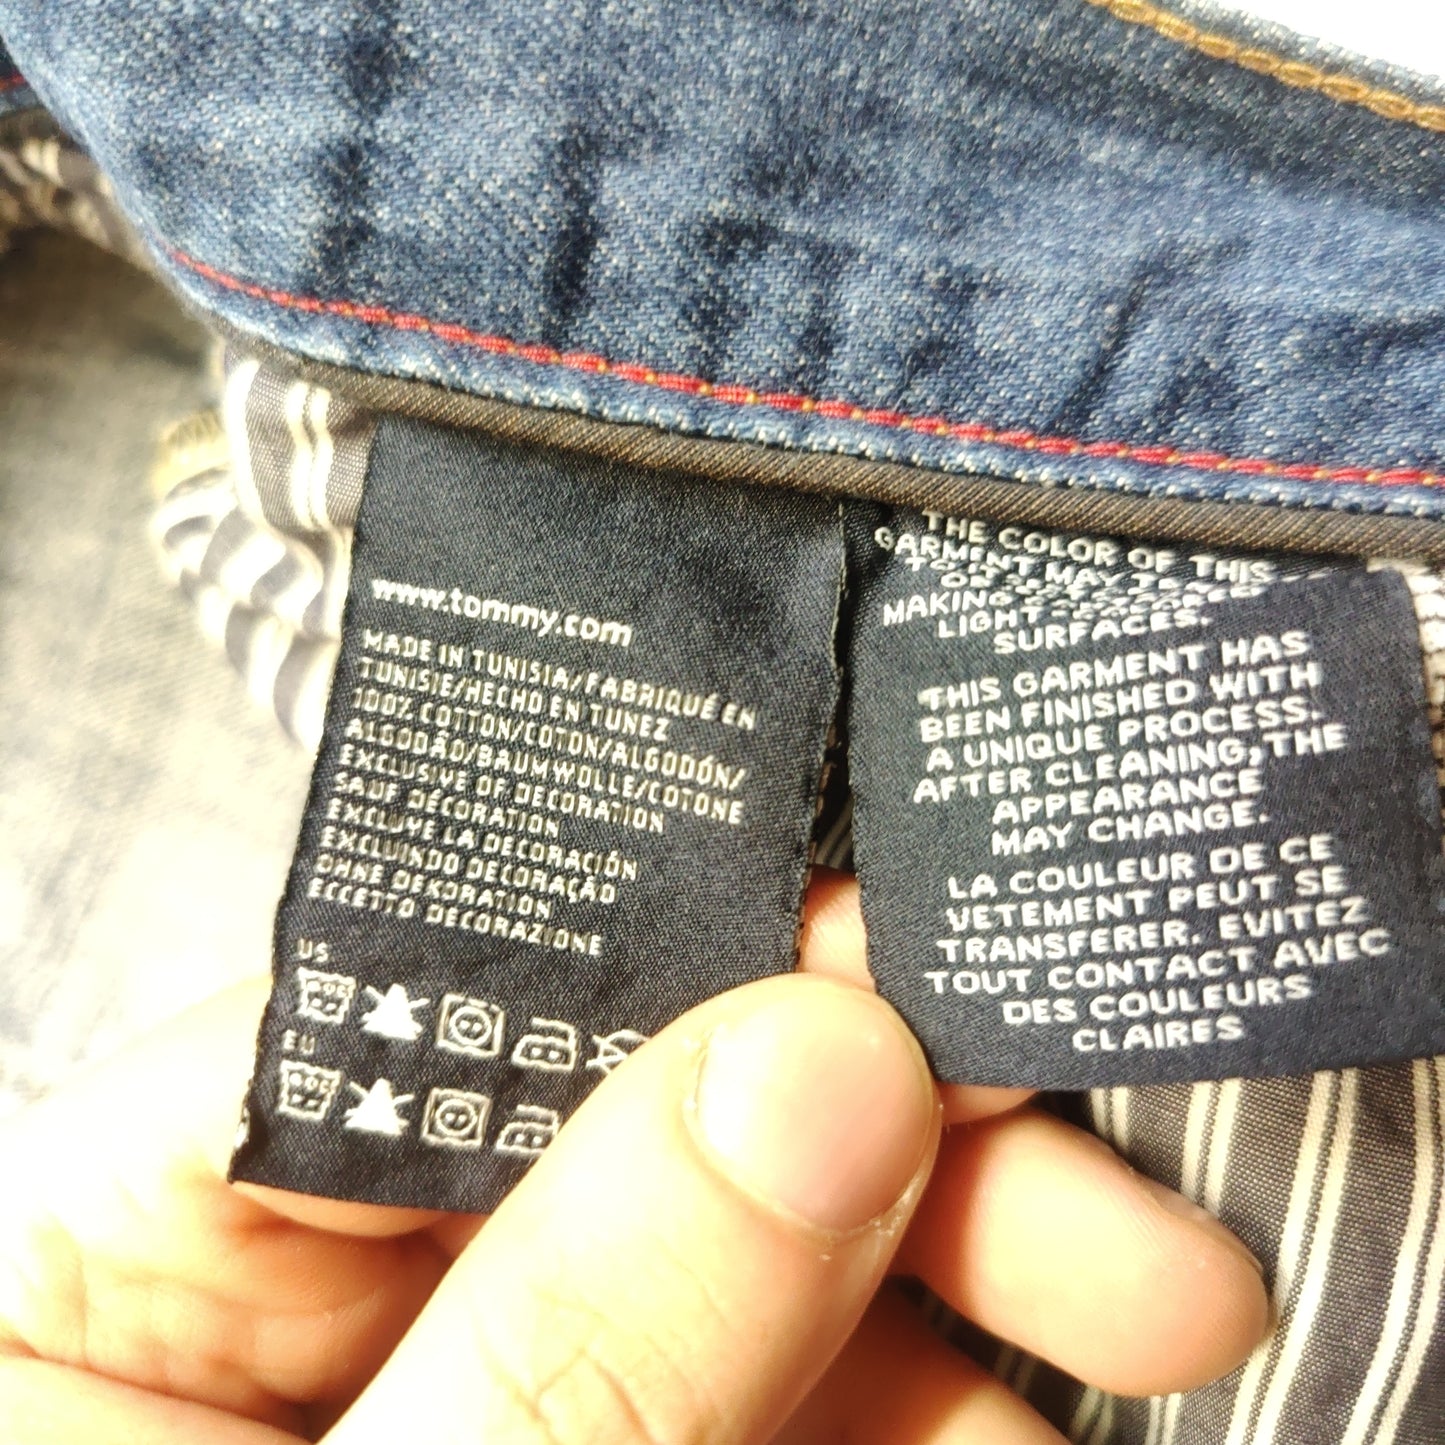 www.tommy.com
MADE IN TUNISIA/FABRIQUÉ EN
TUNISIE/HECHO EN TUNEZ
100% COTTON/COTON/ALGODÓN/
ALGODÃO/BAUMWOLLE/COTONE
EXCLUSIVE OF DECORATION
SAUF DÉCORATION
EXCLUYE LA DECORACIÓN
EXCLUINDO DECORAÇÃO
OHNE DEKORATION
ECCETTO DECORAZIONE
US
EU
THE COLOR OF THIS
GARMENT MAY
MAKING
LIGHT
SURFACES.
THIS GARMENT HAS
BEEN FINISHED WITH
A UNIQUE PROCESS.
AFTER CLEANING, THE
APPEARANCE
MAY CHANGE.
LA COULEUR DE CE
VETEMENT PEUT SE
TRANSFERER. EVITEZ
TOUT CONTACT AVEC
DES COULEURS
CLAIRES